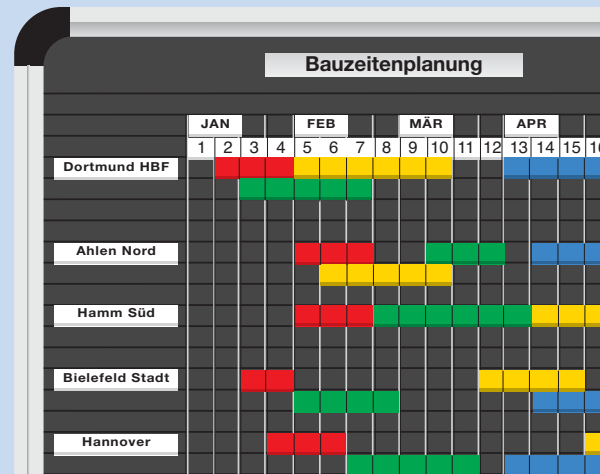 Bauzeitenplanung
JAN FEB MÄR APR
1 2 3 4 5 6 7 8 9 10 11 12 13 14 15
Dortmund HBF
Ahlen Nord
Hamm Süd
Bielefeld Stadt
Hannover